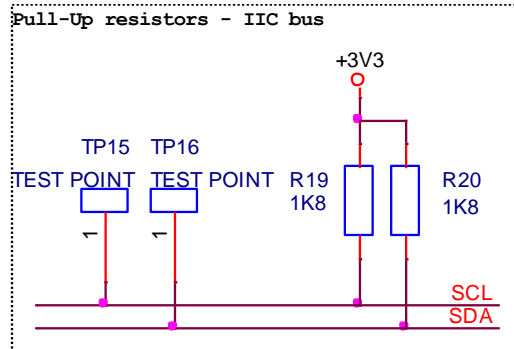 Pull-Up resistors - IIC bus
+3V3
TP15 TP16
TEST POINT TEST POINT R19 R20
1K8 1K8
1 1
SCL
SDA